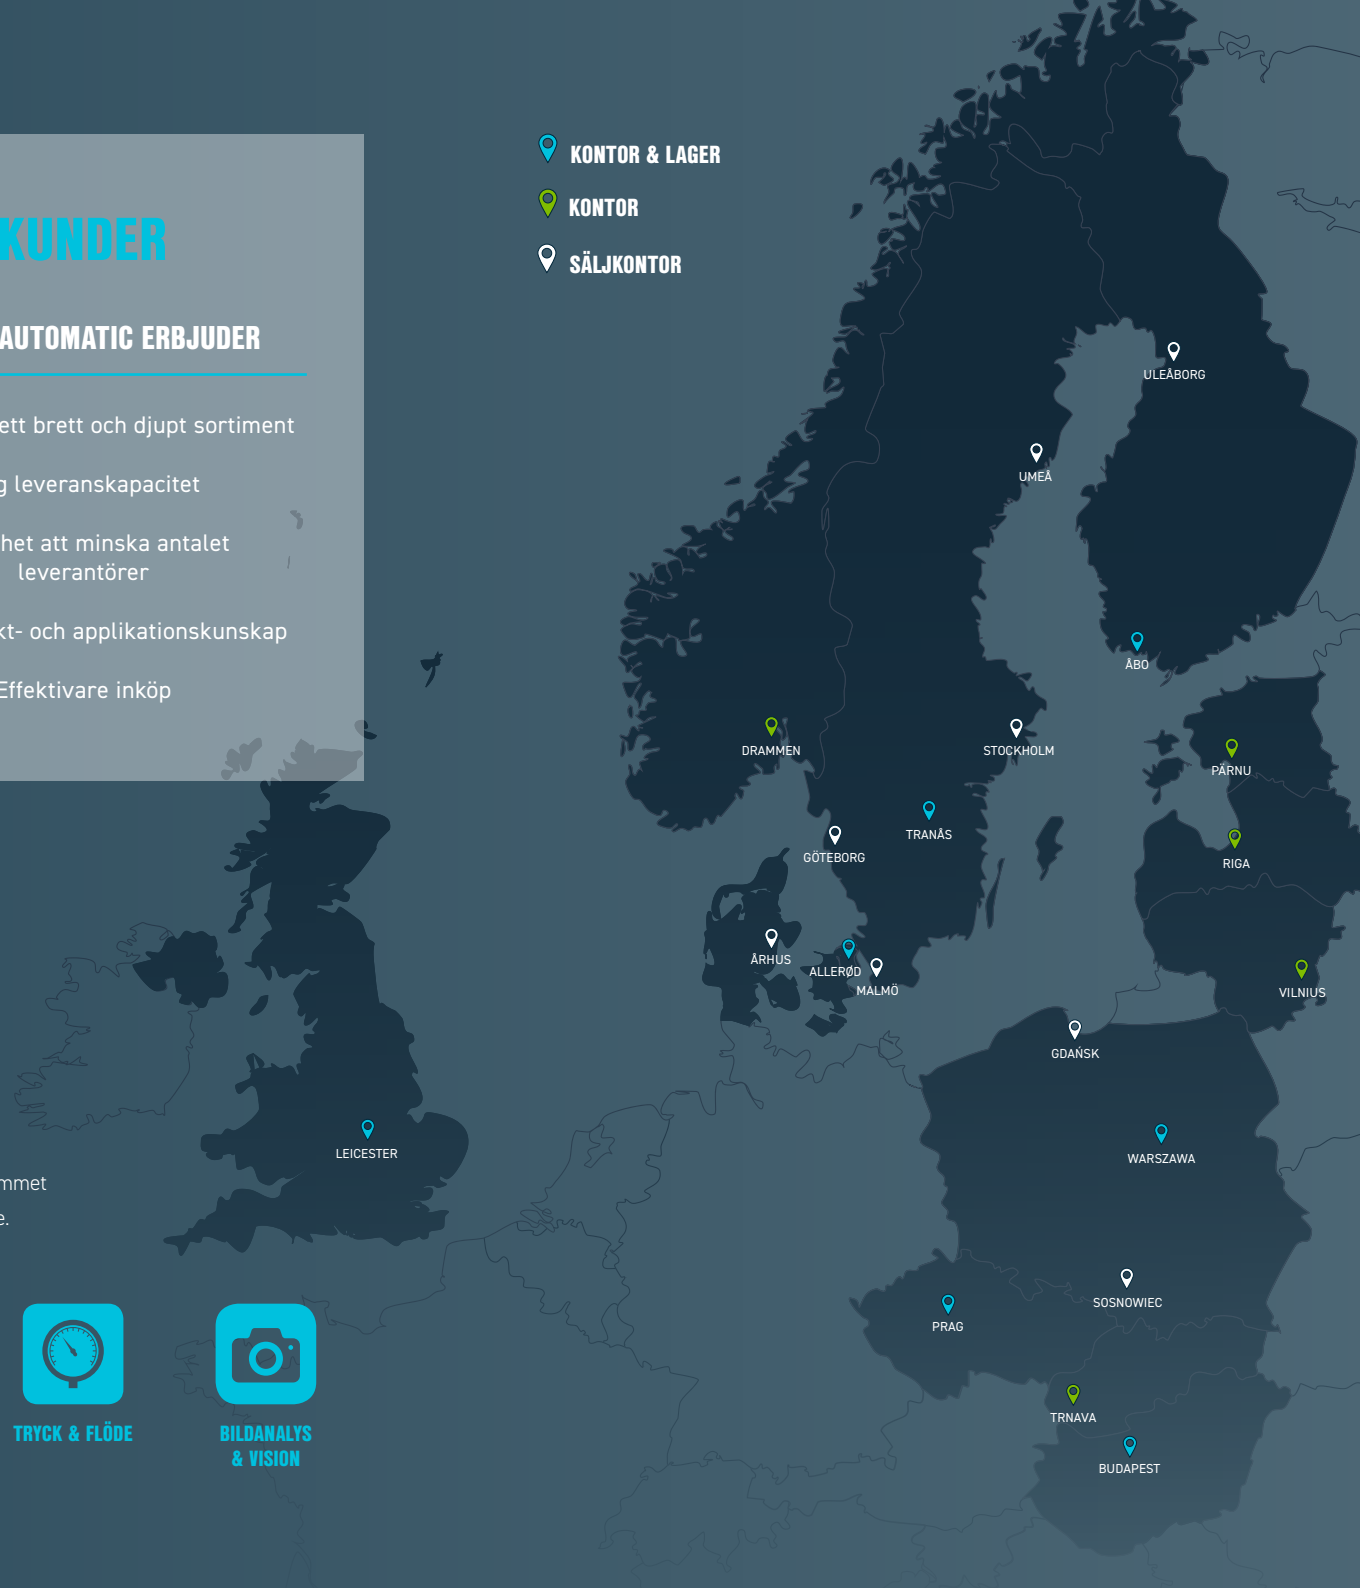 KUNDER
AUTOMATIC ERBJUDER
ett brett och djupt sortiment
g leveranskapacitet
het att minska antalet
leverantörer
kt- och applikationskunskap
Effektivare inköp
mmet
e.
TRYCK & FLÖDE
BILDANALYS
& VISION
KONTOR & LAGER
KONTOR
SÄLJKONTOR
ULEÅBORG
UMEÅ
ÅBO
DRAMMEN
STOCKHOLM
PÄRNU
TRANÅS
GÖTEBORG
RIGA
ÅRHUS
ALLERØD
MALMÖ
VILNIUS
GDAŃSK
LEICESTER
WARSZAWA
SOSNOWIEC
PRAG
TRNAVA
BUDAPEST